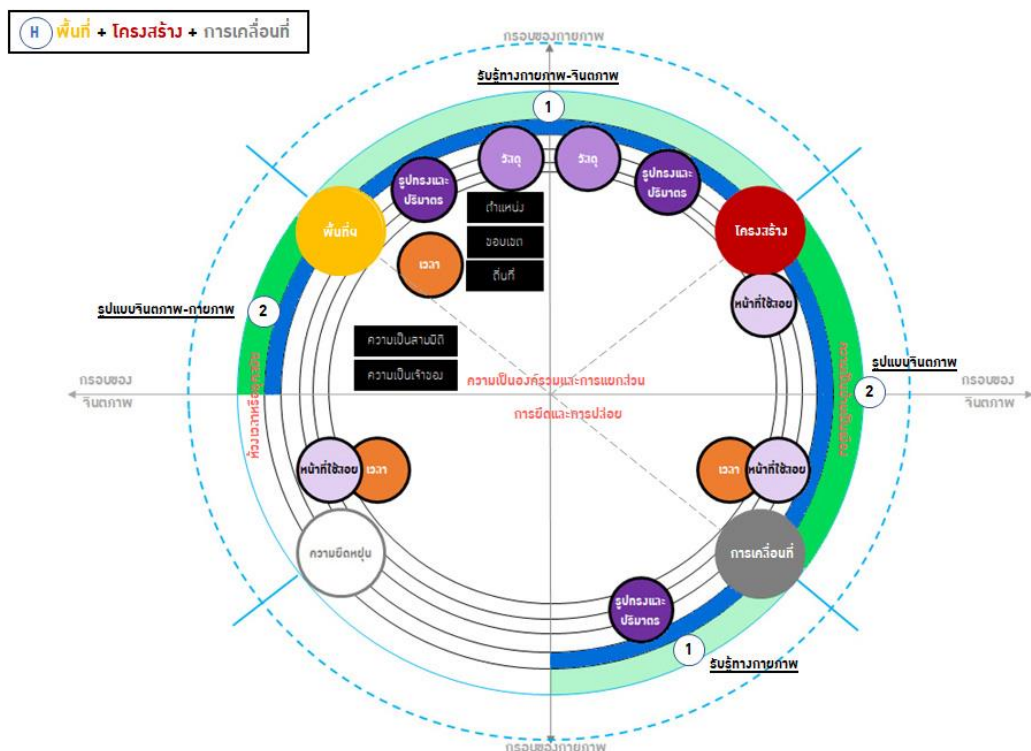 H พื้นที่ + โครงสร้าง + การเคลื่อนที่
กรอบของกายภาพ
รับรู้ทางกายภาพ-จินตภาพ
1
วัสดุ
วัสดุ
รูปทรงและ
ปริมาตร
รูปทรงและ
ปริมาตร
ตำแหน่ง
พื้นที่ฯ
โครงสร้าง
ขอบเขต
เวลา
ถิ่นที่
หน้าที่ใช้สอย
รูปแบบจินตภาพ-กายภาพ
2
ความเป็นสามมิติ
ความเป็นเจ้าของ
รูปแบบจินตภาพ
2
กรอบของ
จินตภาพ
ความเป็นองค์รวมและการแยกส่วน
กรอบของ
จินตภาพ
การยึดและการปล่อย
หน้าที่ใช้สอย
เวลา
เวลา
หน้าที่ใช้สอย
ความยืดหยุ่น
การเคลื่อนที่
รูปทรงและ
ปริมาตร
1
รับรู้ทางกายภาพ
กรอบของกายภาพ